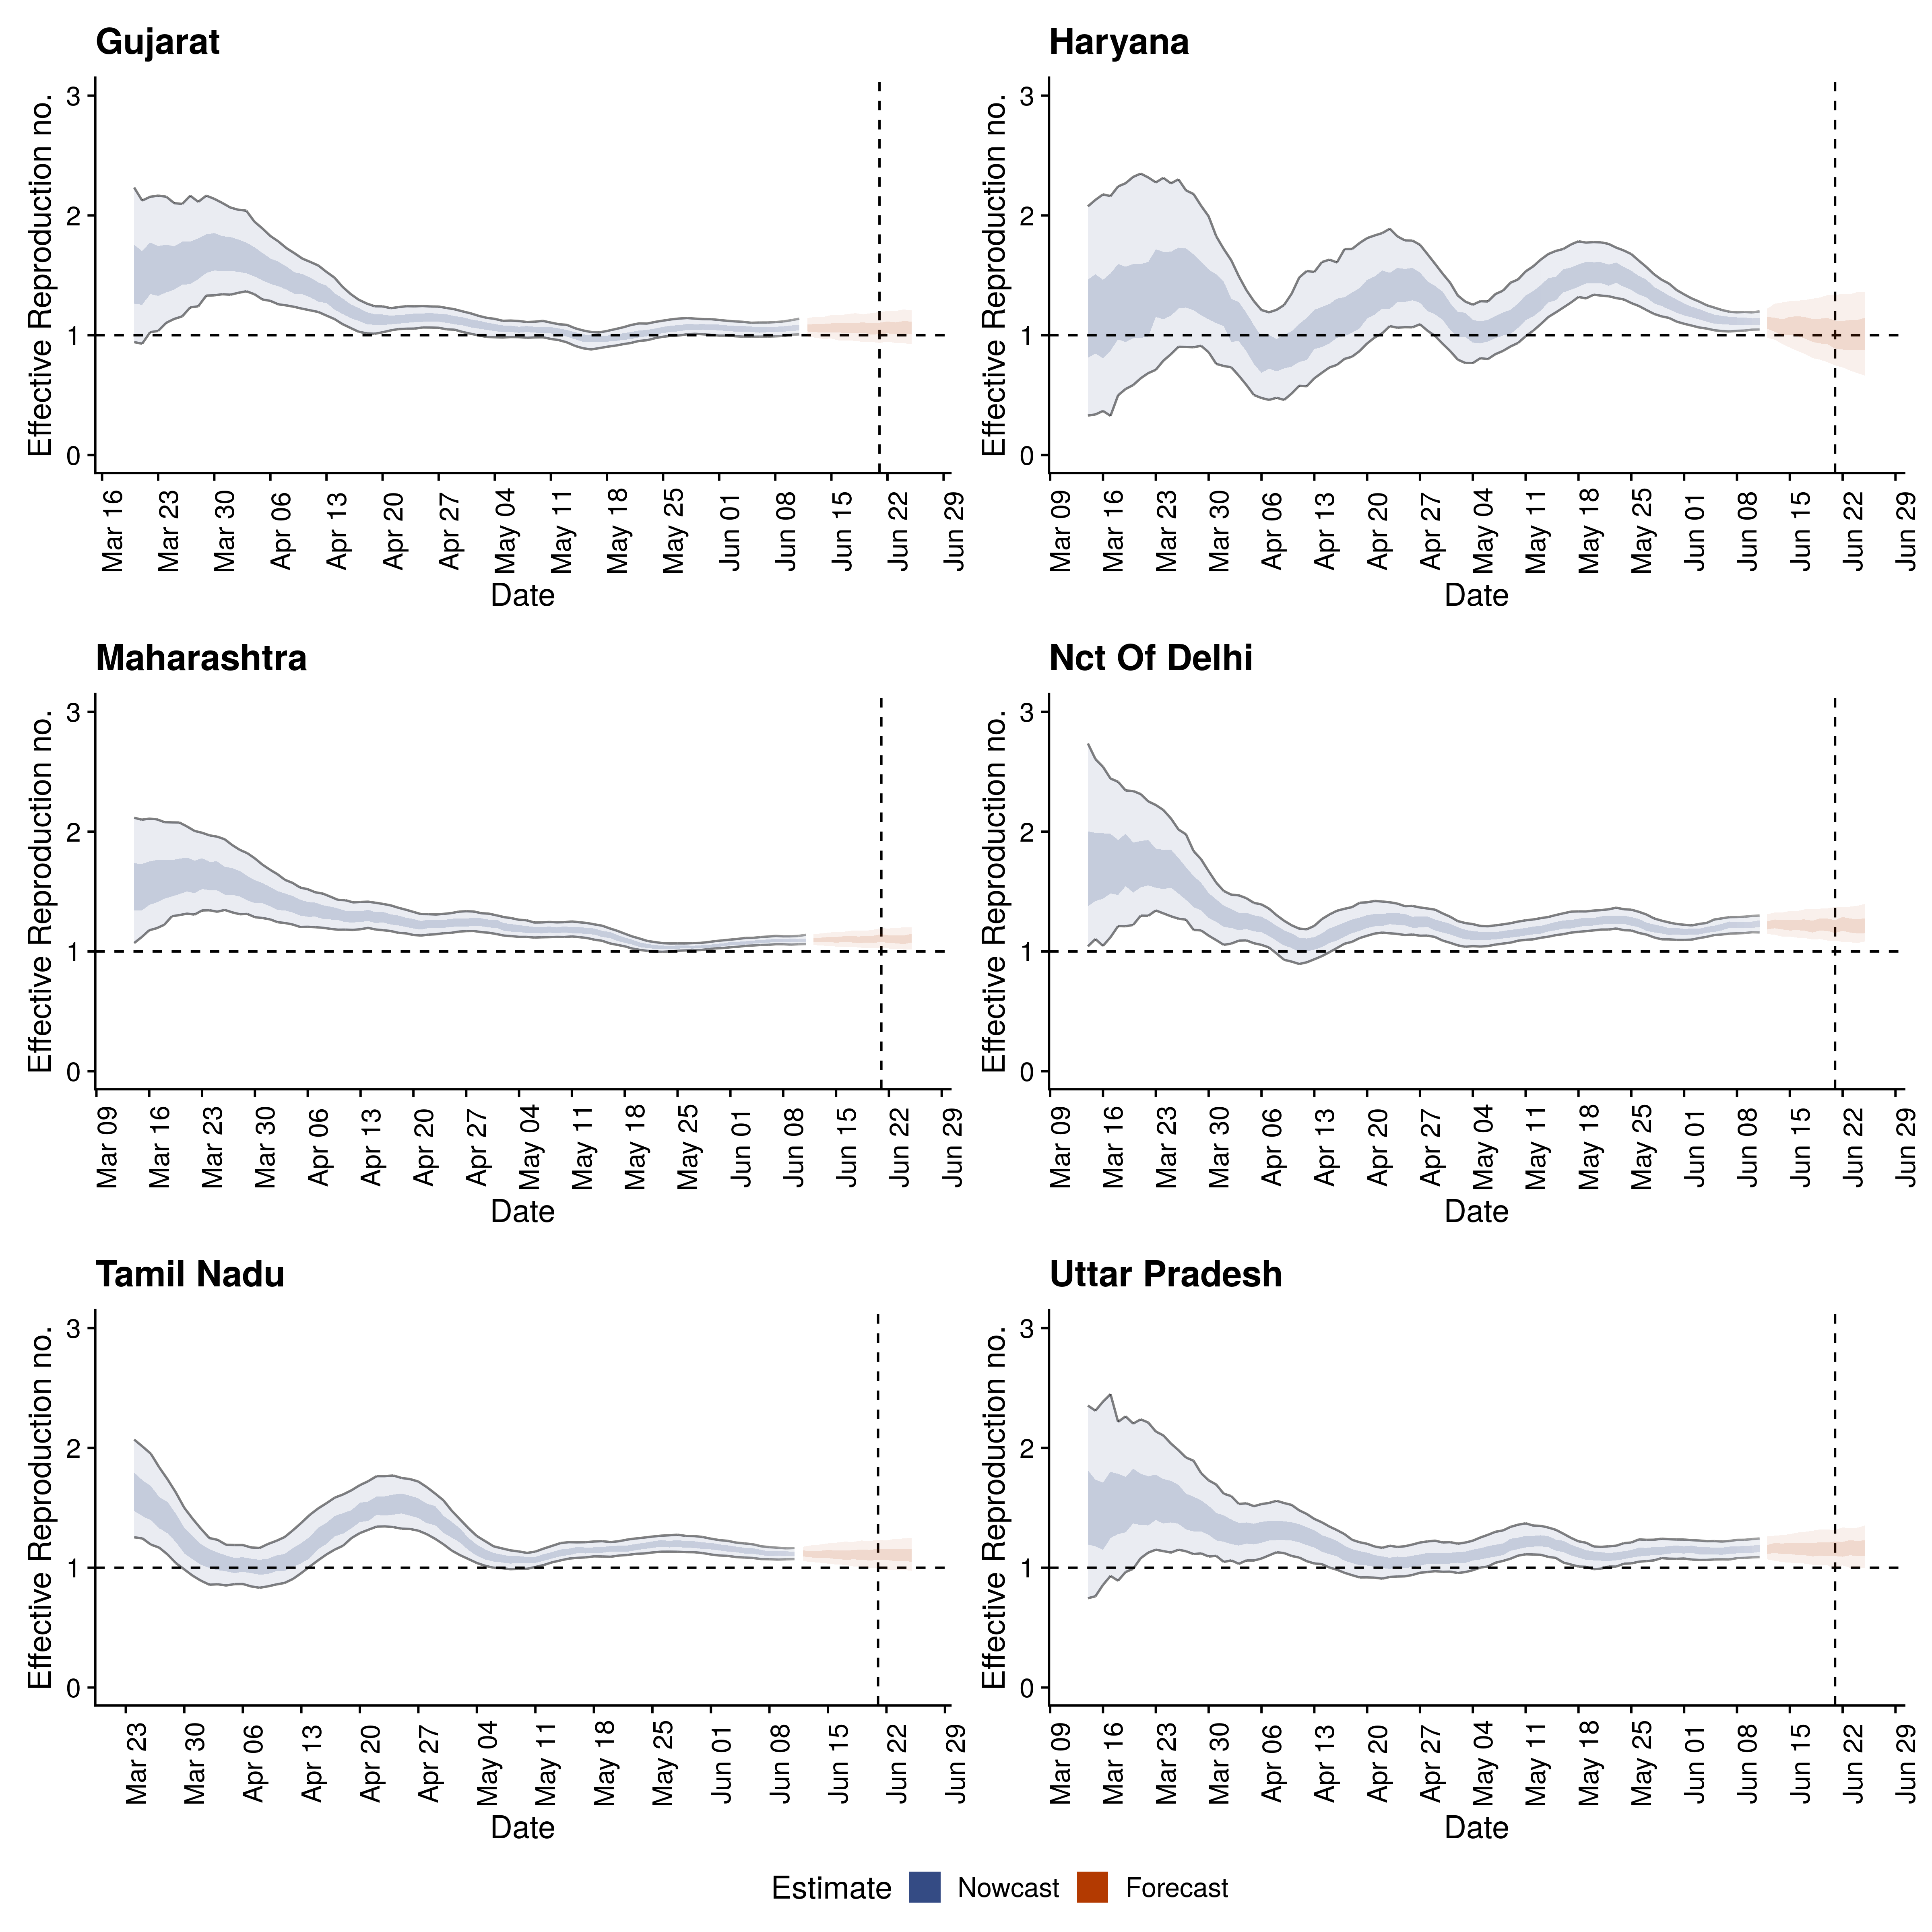 Gujarat
Effective Reproduction no.
3
2
1
0
Mar 16
Mar 23
Mar 30
Apr 06
Apr 13
Apr 20
Apr 27
May 04
May 11
May 18
May 25
Jun 01
Jun 08
Jun 15
Jun 22
Jun 29
Date
Haryana
Effective Reproduction no.
3
2
1
0
Mar 09
Mar 16
Mar 23
Mar 30
Apr 06
Apr 13
Apr 20
Apr 27
May 04
May 11
May 18
May 25
Jun 01
Jun 08
Jun 15
Jun 22
Jun 29
Date
Maharashtra
Effective Reproduction no.
3
2
1
0
Mar 09
Mar 16
Mar 23
Mar 30
Apr 06
Apr 13
Apr 20
Apr 27
May 04
May 11
May 18
May 25
Jun 01
Jun 08
Jun 15
Jun 22
Jun 29
Date
Nct Of Delhi
Effective Reproduction no.
3
2
1
0
Mar 09
Mar 16
Mar 23
Mar 30
Apr 06
Apr 13
Apr 20
Apr 27
May 04
May 11
May 18
May 25
Jun 01
Jun 08
Jun 15
Jun 22
Jun 29
Date
Tamil Nadu
Effective Reproduction no.
3
2
1
0
Mar 23
Mar 30
Apr 06
Apr 13
Apr 20
Apr 27
May 04
May 11
May 18
May 25
Jun 01
Jun 08
Jun 15
Jun 22
Jun 29
Date
Uttar Pradesh
Effective Reproduction no.
3
2
1
0
Mar 09
Mar 16
Mar 23
Mar 30
Apr 06
Apr 13
Apr 20
Apr 27
May 04
May 11
May 18
May 25
Jun 01
Jun 08
Jun 15
Jun 22
Jun 29
Date
Estimate Nowcast Forecast